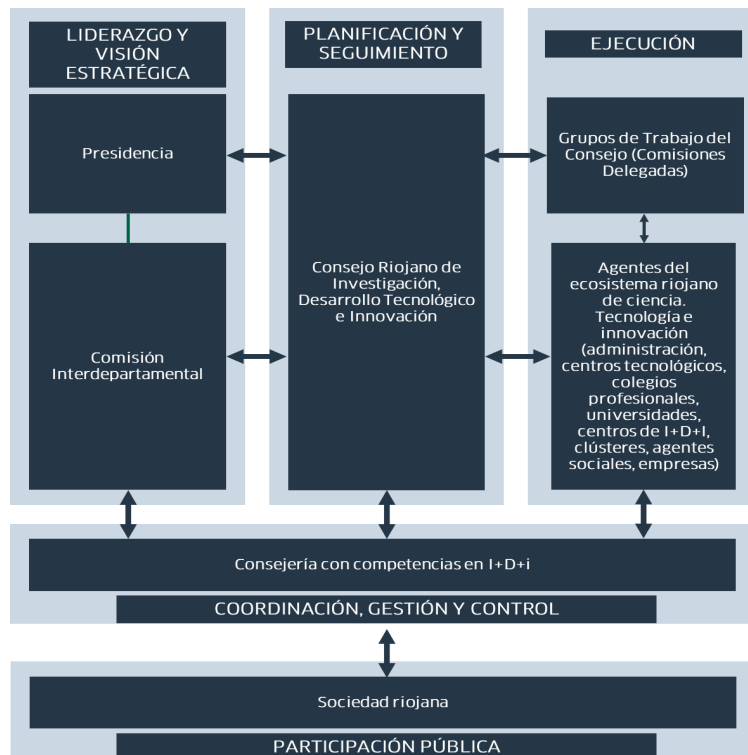 LIDERAZGO Y
VISIÓN
ESTRATÉGICA
Presidencia
Comisión
Interdepartamental
PLANIFICACIÓN Y
SEGUIMIENTO
Consejo Riojano de
Investigación,
Desarrollo Tecnológico
e Innovación
EJECUCIÓN
Grupos de Trabajo del
Consejo (Comisiones
Delegadas)
Agentes del
ecosistema riojano
de ciencia.
Tecnología e
innovación
(administración,
centros tecnológicos,
colegios
profesionales,
universidades,
centros de I+D+I,
clústeres, agentes
sociales, empresas)
Consejería con competencias en I+D+i
COORDINACIÓN, GESTIÓN Y CONTROL
Sociedad riojana
PARTICIPACIÓN PÚBLICA